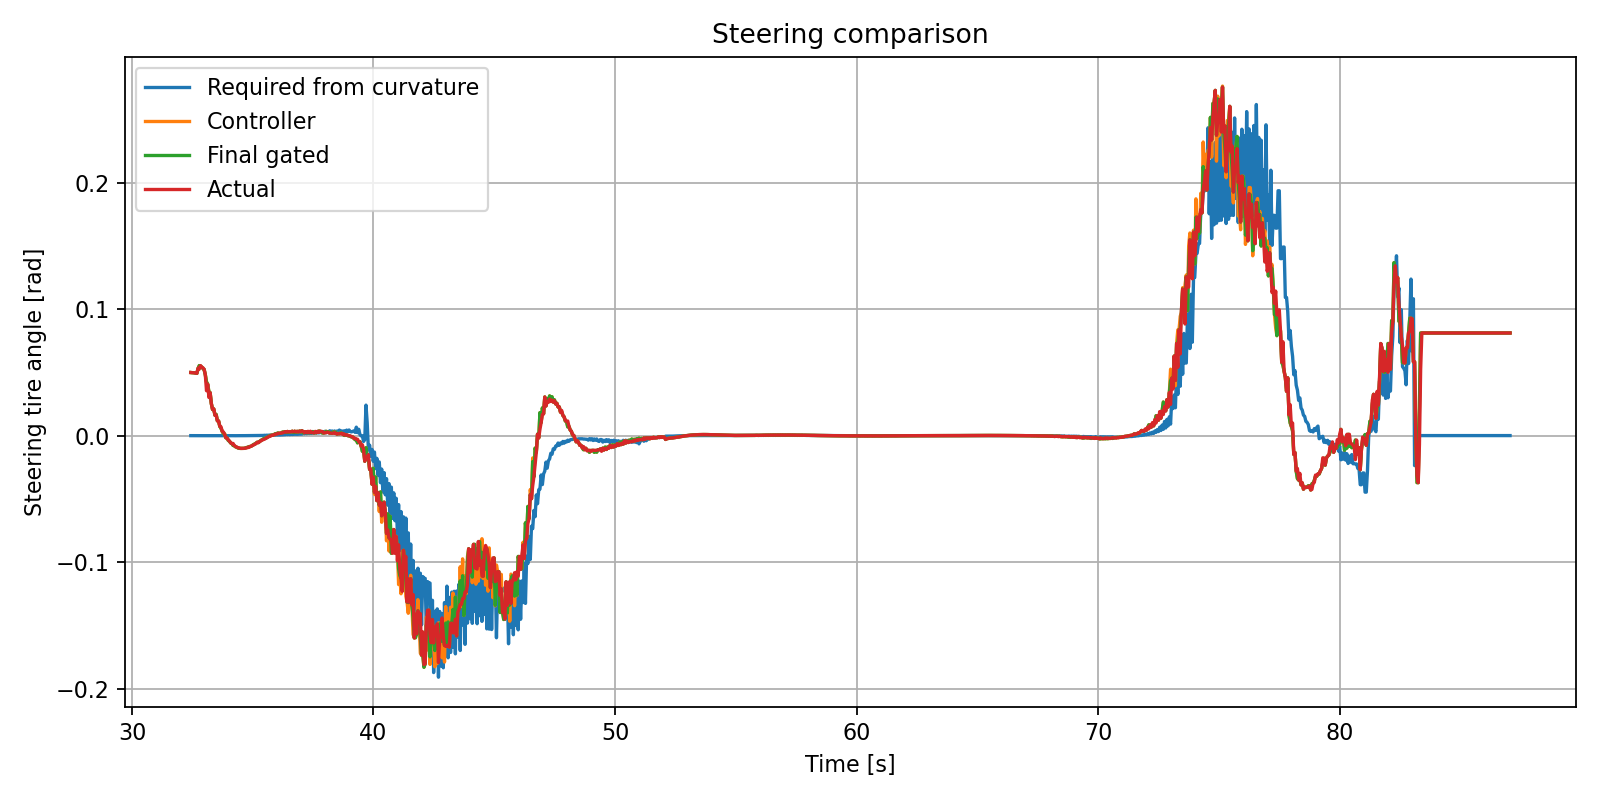 Steering comparison
Required from curvature
Controller
Final gated
Actual
Steering tire angle [rad]
0.2
0.1
0.0
−0.1
−0.2
30 40 50 60 70 80
Time [s]